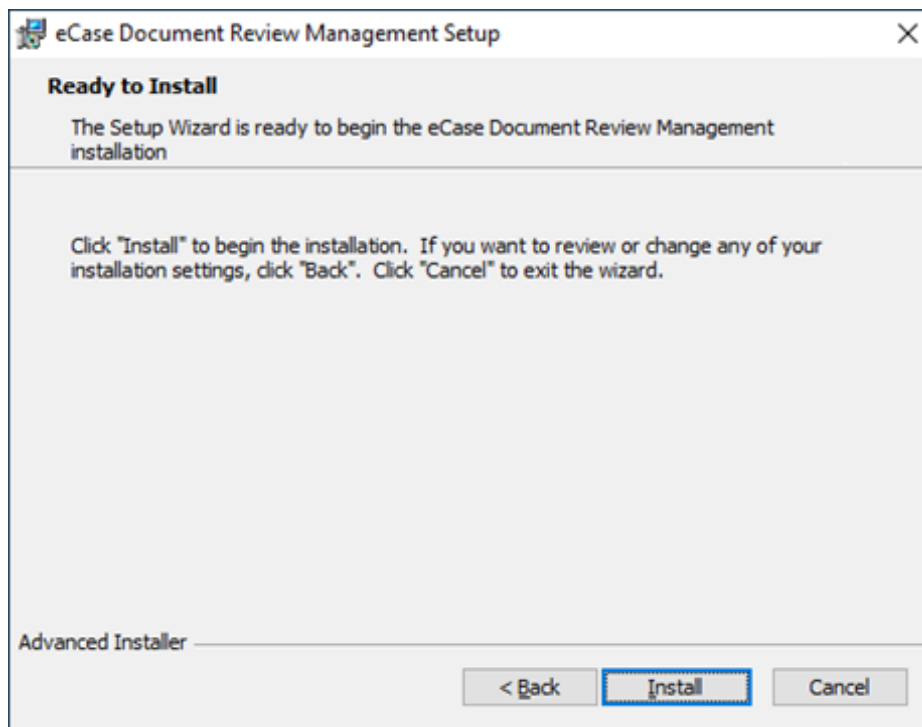 eCase Document Review Management Setup
Ready to Install
The Setup Wizard is ready to begin the eCase Document Review Management
installation
Click "Install" to begin the installation. If you want to review or change any of your
installation settings, click "Back". Click "Cancel" to exit the wizard.
Advanced Installer
< Back
Install
Cancel